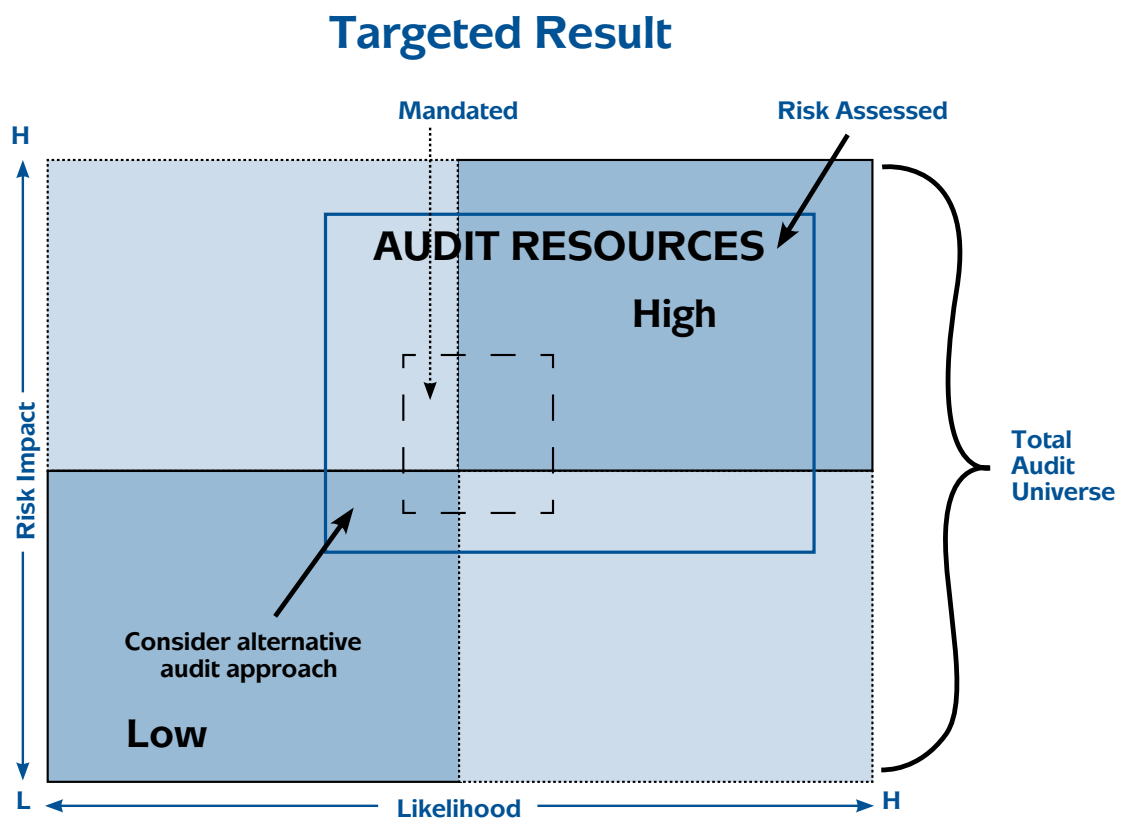 Targeted Result
Mandated
Risk Assessed
H
AUDIT RESOURCES
High
Risk Impact
Total
Audit
Universe
Consider alternative
audit approach
Low
L
Likelihood
H